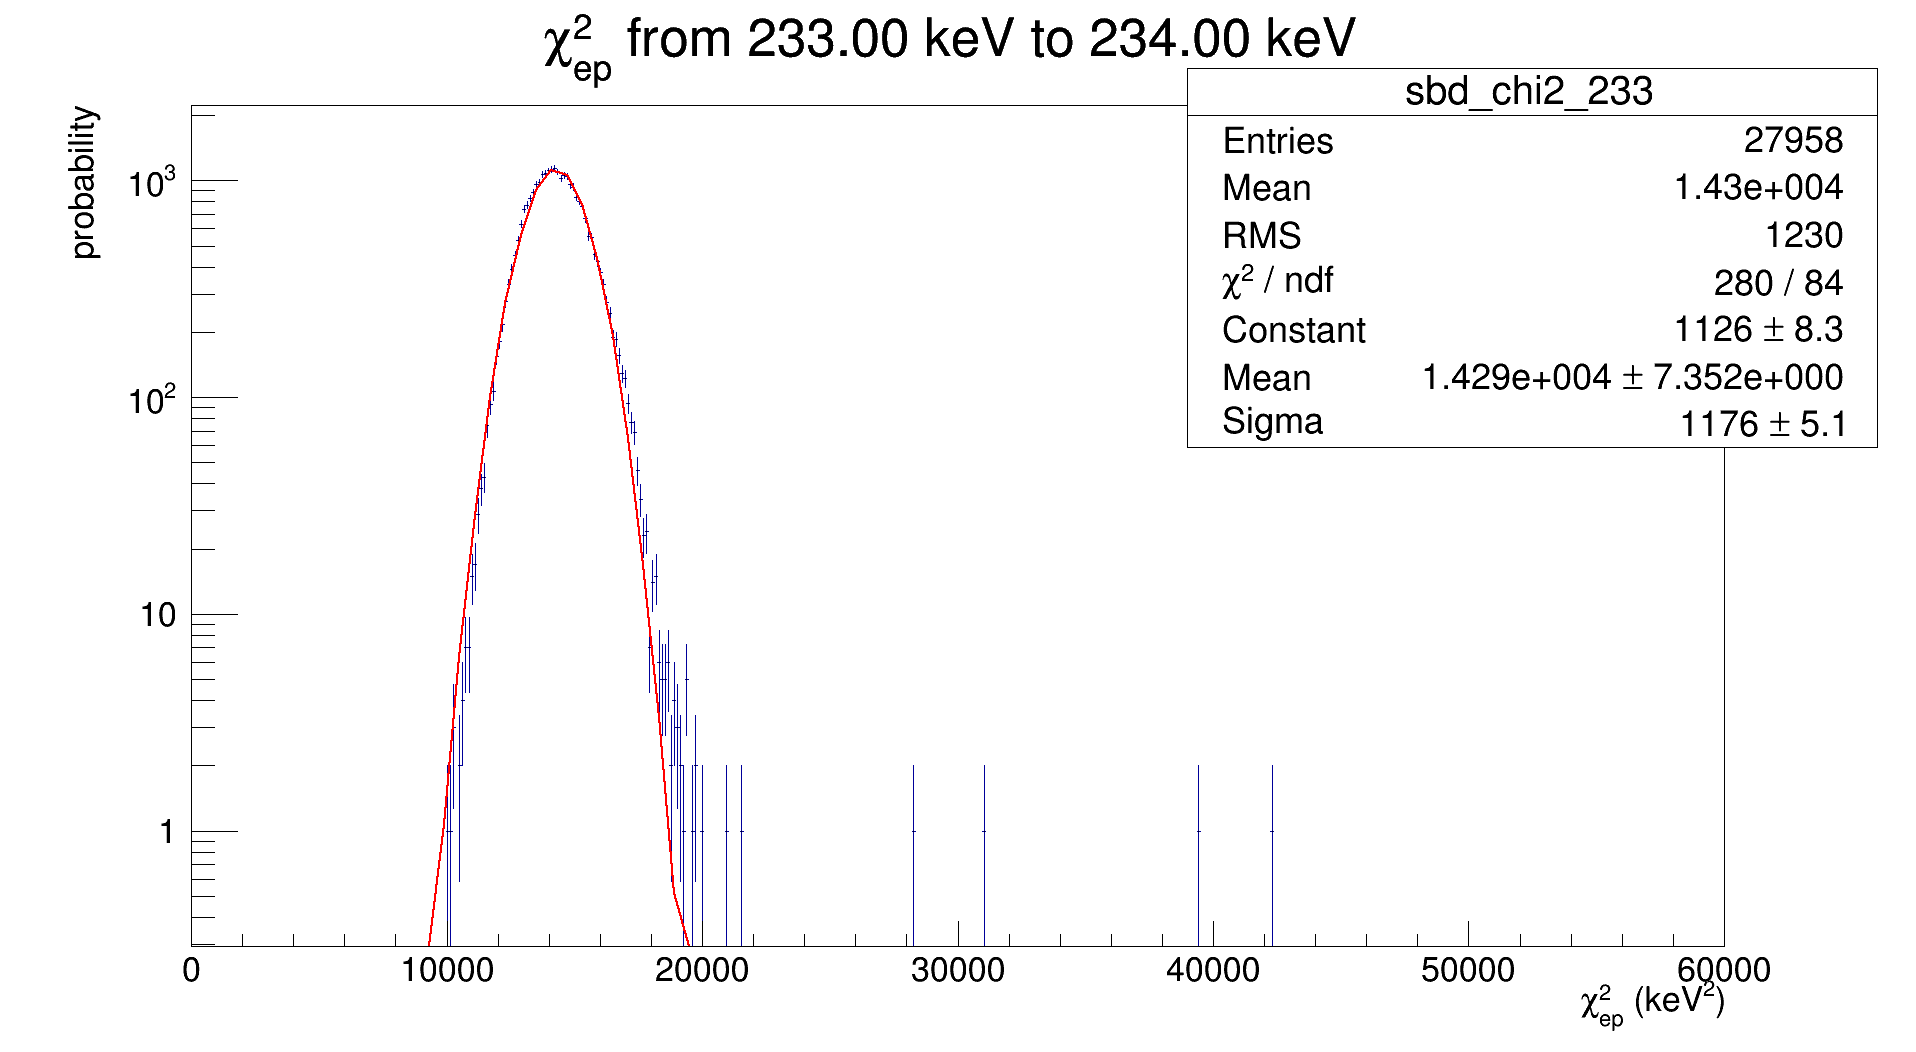 χ²ep from 233.00 keV to 234.00 keV
probability
sbd_chi2_233
Entries 27958
Mean 1.43e+004
RMS 1230
χ² / ndf 280 / 84
Constant 1126 ± 8.3
Mean 1.429e+004 ± 7.352e+000
Sigma 1176 ± 5.1
10³
10²
10
1
0 10000 20000 30000 40000 50000 60000
χ²ep (keV²)